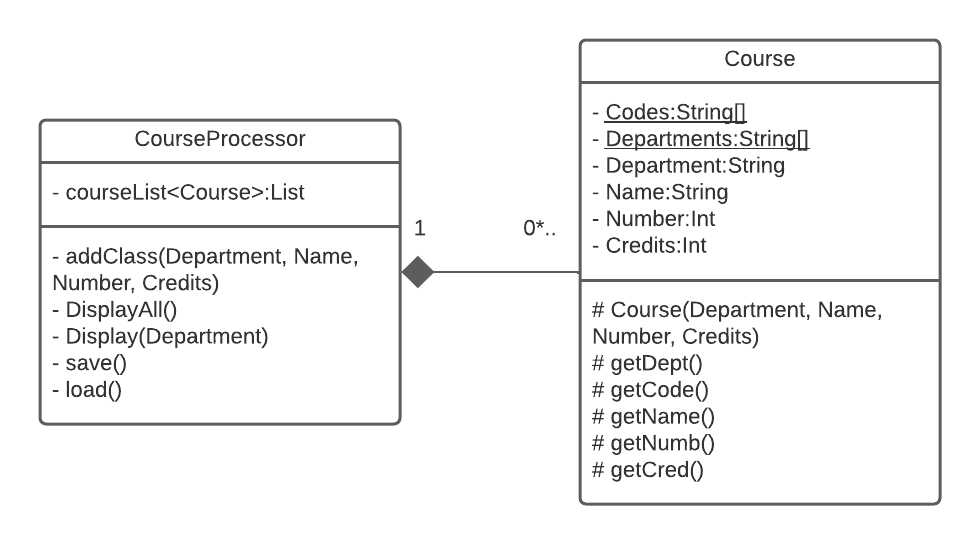 CourseProcessor
- courseList<Course>:List
- addClass(Department, Name,
Number, Credits)
- DisplayAll()
- Display(Department)
- save()
- load()
1
0*..
Course
- Codes:String[]
- Departments:String[]
- Department:String
- Name:String
- Number:Int
- Credits:Int
# Course(Department, Name,
Number, Credits)
# getDept()
# getCode()
# getName()
# getNumb()
# getCred()